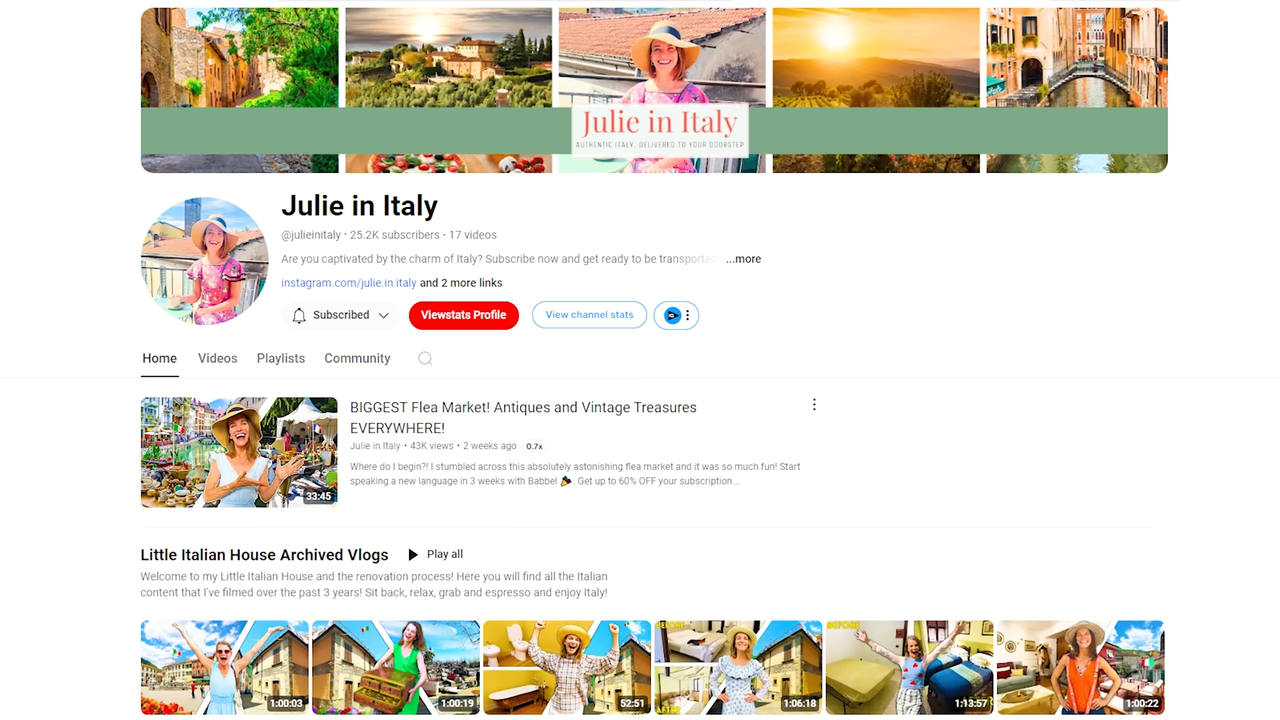 Julie in Italy
AUTHENTIC ITALY, DELIVERED TO YOUR DOORSTEP
Julie in Italy
@julieinitaly · 25.2K subscribers · 17 videos
Are you captivated by the charm of Italy? Subscribe now and get ready to be transported ...more
instagram.com/julie.in.italy and 2 more links
Subscribed Viewstats Profile View channel stats
Home Videos Playlists Community
BIGGEST Flea Market! Antiques and Vintage Treasures
EVERYWHERE!
Julie in Italy • 43K views • 2 weeks ago 0.7x
Where do I begin?! I stumbled across this absolutely astonishing flea market and it was so much fun! Start
speaking a new language in 3 weeks with Babbel 🎉 Get up to 60% OFF your subscription...
33:45
Little Italian House Archived Vlogs Play all
Welcome to my Little Italian House and the renovation process! Here you will find all the Italian
content that I've filmed over the past 3 years! Sit back, relax, grab and espresso and enjoy Italy!
BEFORE BEFORE
AFTER
1:00:03 1:00:19 52:51 1:06:18 1:13:57 1:00:22